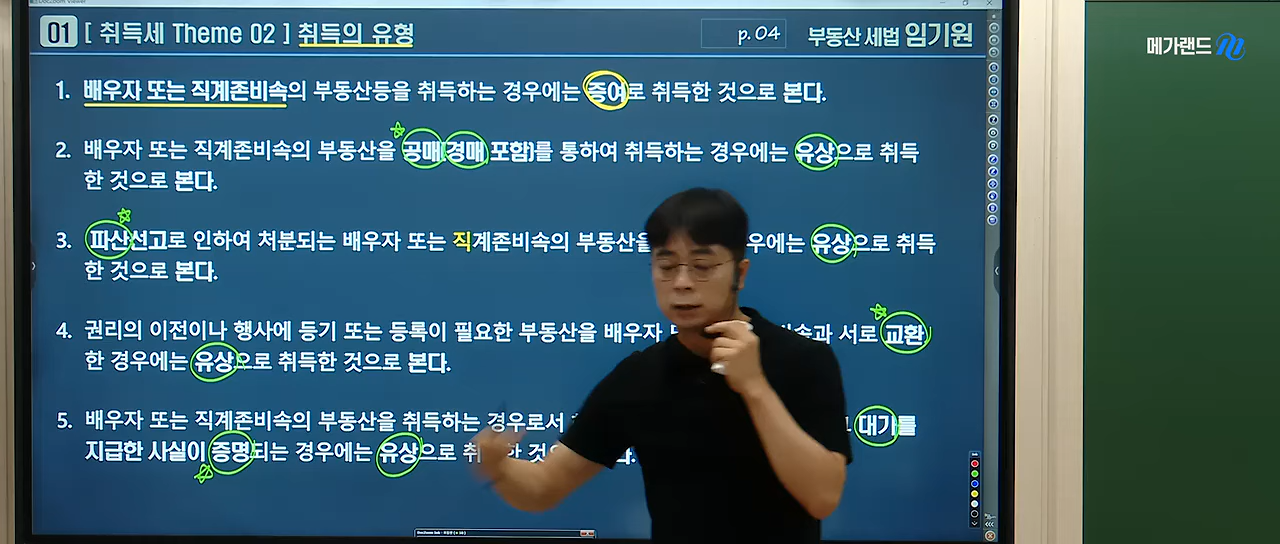 01 [ 취득세 Theme 02 ] 취득의 유형
p. 04
부동산 세법 임기원
메가랜드
1. 배우자 또는 직계존비속의 부동산등을 취득하는 경우에는 증여로 취득한 것으로 본다.
2. 배우자 또는 직계존비속의 부동산을 공매(경매 포함)를 통하여 취득하는 경우에는 유상으로 취득
한 것으로 본다.
3. 파산선고로 인하여 처분되는 배우자 또는 직계존비속의 부동산을 우에는 유상으로 취득
한 것으로 본다.
4. 권리의 이전이나 행사에 등기 또는 등록이 필요한 부동산을 배우자 속과 서로 교환
한 경우에는 유상으로 취득한 것으로 본다.
5. 배우자 또는 직계존비속의 부동산을 취득하는 경우로서 대가를
지급한 사실이 증명되는 경우에는 유상으로 취 한 것